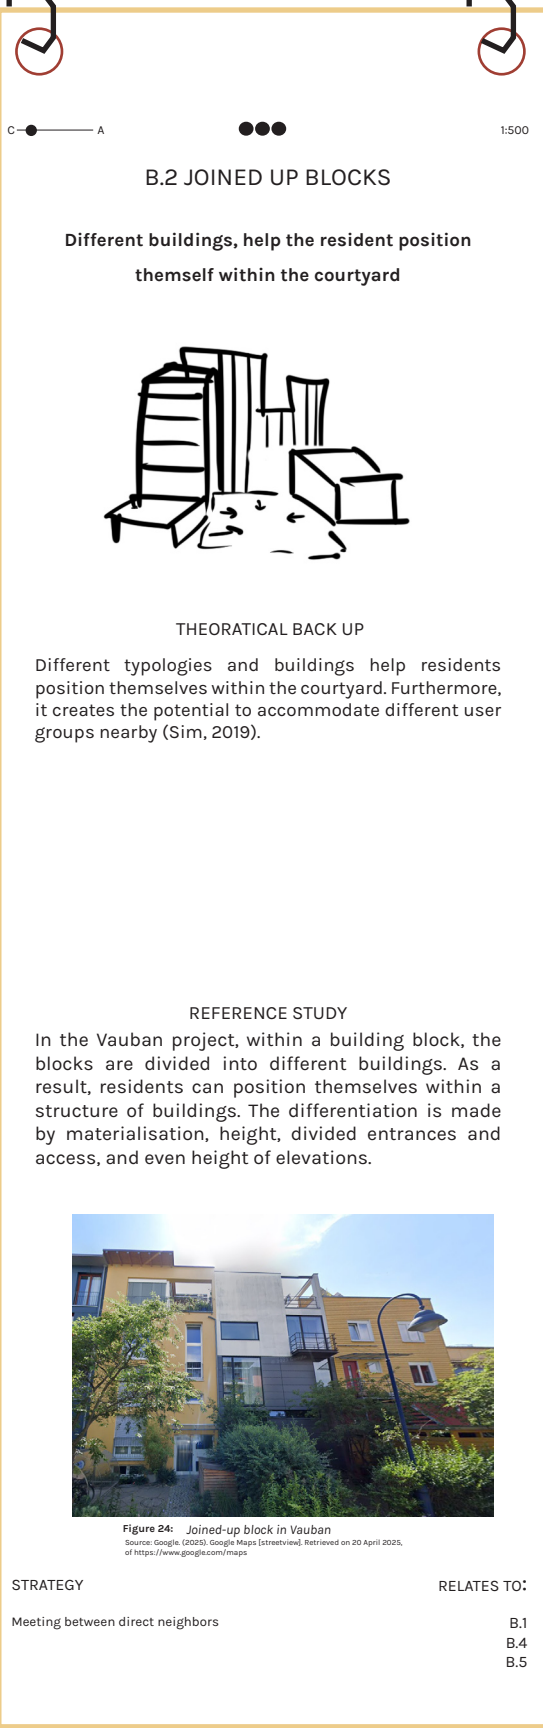 C A 1:500
B.2 JOINED UP BLOCKS
Different buildings, help the resident position
themself within the courtyard
THEORATICAL BACK UP
Different typologies and buildings help residents
position themselves within the courtyard. Furthermore,
it creates the potential to accommodate different user
groups nearby (Sim, 2019).
REFERENCE STUDY
In the Vauban project, within a building block, the
blocks are divided into different buildings. As a
result, residents can position themselves within a
structure of buildings. The differentiation is made
by materialisation, height, divided entrances and
access, and even height of elevations.
Figure 24: Joined-up block in Vauban
Source: Google. (2025). Google Maps [streetview]. Retrieved on 20 April 2025,
of https://www.google.com/maps
STRATEGY
Meeting between direct neighbors
RELATES TO:
B.1
B.4
B.5